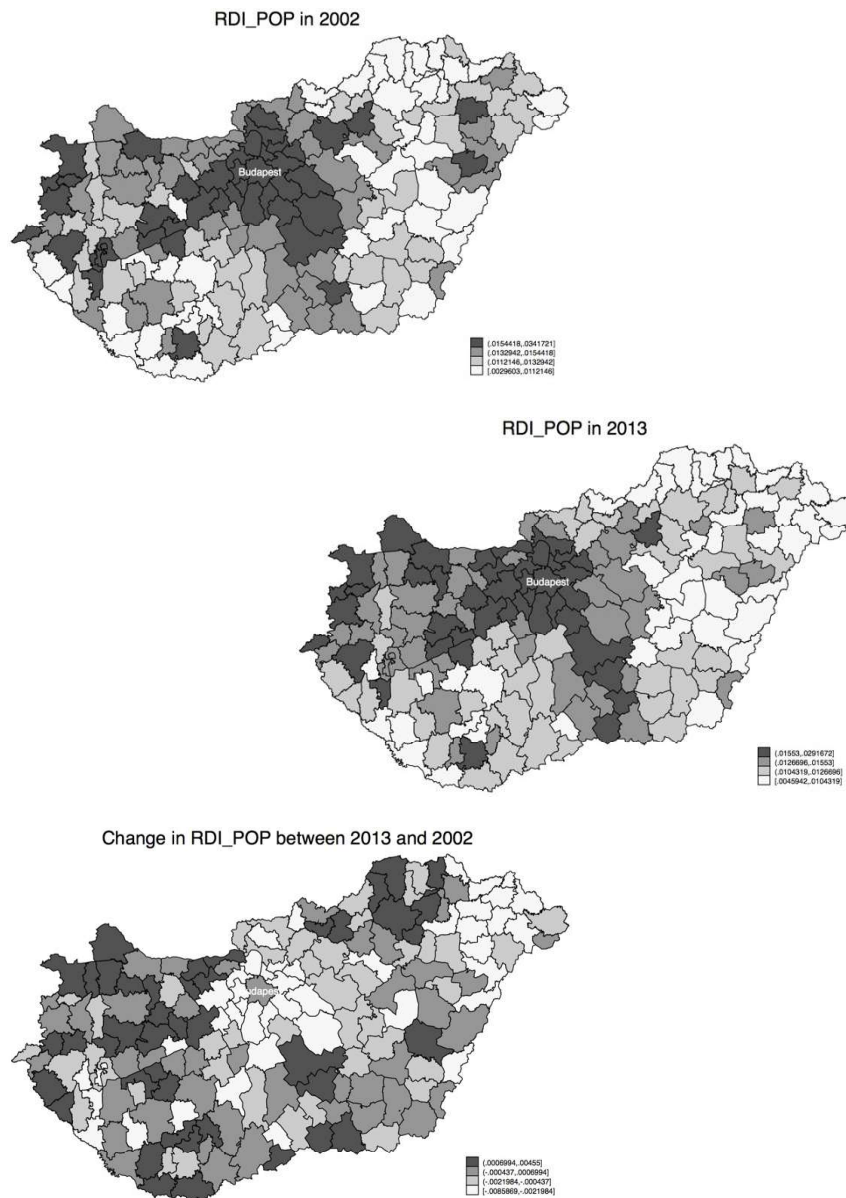 RDI_POP in 2002
Budapest
(.0154418,.0341721]
(.0132942,.0154418]
(.0112146,.0132942]
[.0029603,.0112146]
RDI_POP in 2013
Budapest
(.01553,.0291672]
(.0126696,.01553]
(.0104319,.0126696]
[.0045942,.0104319]
Change in RDI_POP between 2013 and 2002
Budapest
(.0006994,.00455]
(-.000437,.0006994]
(-.0021984,-.000437]
[-.0085869,-.0021984]